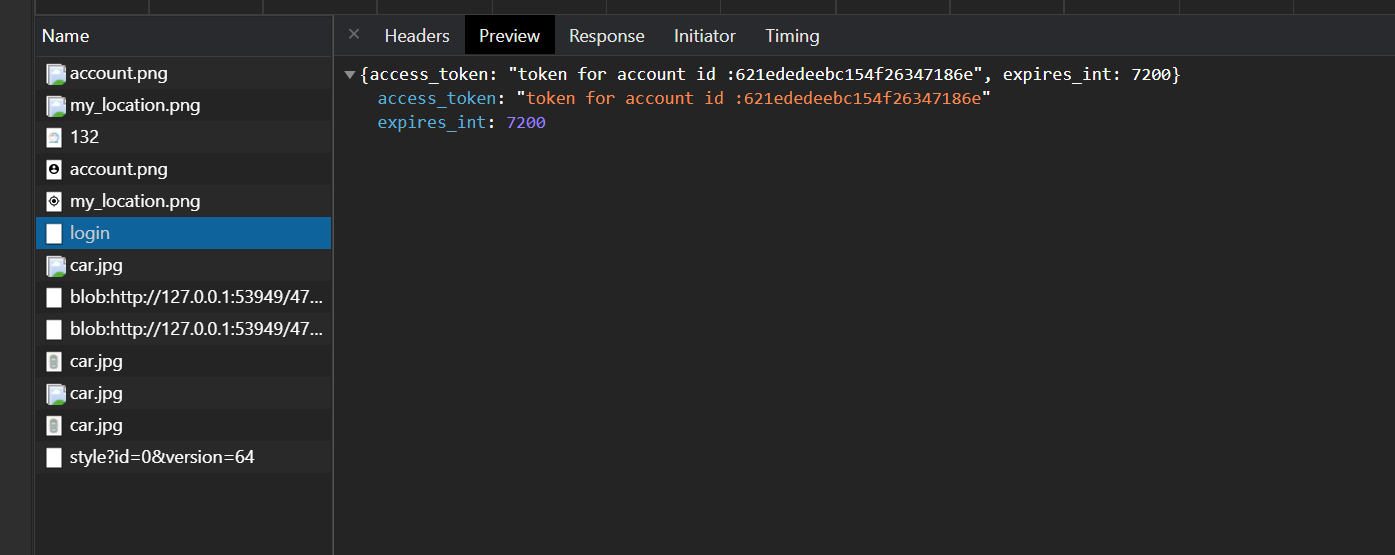 Name
Headers Preview Response Initiator Timing
account.png
my_location.png
132
account.png
my_location.png
login
car.jpg
blob:http://127.0.0.1:53949/47...
blob:http://127.0.0.1:53949/47...
car.jpg
car.jpg
car.jpg
style?id=0&version=64
{access_token: "token for account id :621ededeebc154f26347186e", expires_int: 7200}
access_token: "token for account id :621ededeebc154f26347186e"
expires_int: 7200